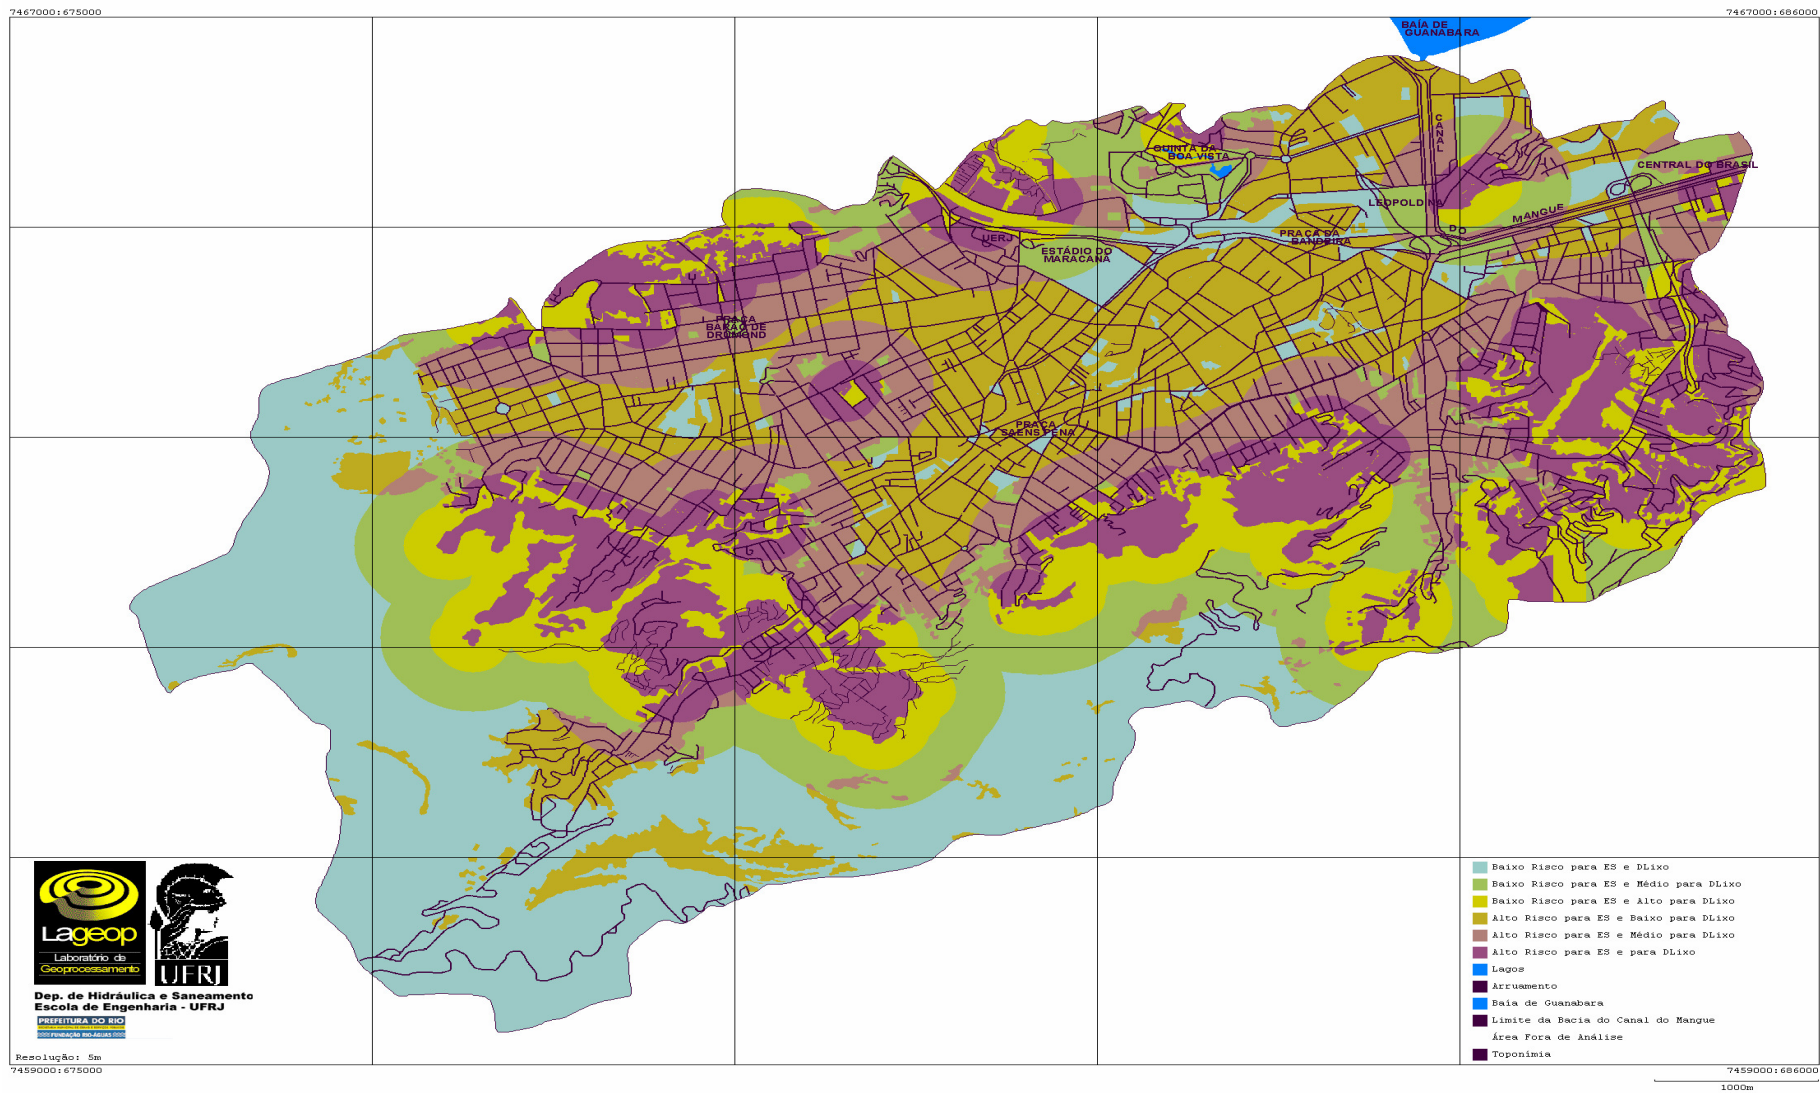 7467000:675000
7467000:686000
BAÍA DE
GUANABARA
CANAL
QUINTA DA
BOA VISTA
CENTRAL DO BRASIL
LEOPOLDINA
MANGUE
DO
UERJ
PRAÇA DA
BANDEIRA
ESTÁDIO DO
MARACANÃ
PRAÇA
BARÃO DE
DRUMOND
PRAÇA
SAENS PENA
Lageop
Laboratório de
Geoprocessamento
UFRJ
Dep. de Hidráulica e Saneamento
Escola de Engenharia - UFRJ
PREFEITURA DO RIO
FUNDAÇÃO RIO-ÁGUAS
Resolução: 5m
7459000:675000
Baixo Risco para ES e DLixo
Baixo Risco para ES e Médio para DLixo
Baixo Risco para ES e Alto para DLixo
Alto Risco para ES e Baixo para DLixo
Alto Risco para ES e Médio para DLixo
Alto Risco para ES e para DLixo
Lagos
Arruamento
Baía de Guanabara
Limite da Bacia do Canal do Mangue
Área Fora de Análise
Toponímia
7459000:686000
1000m